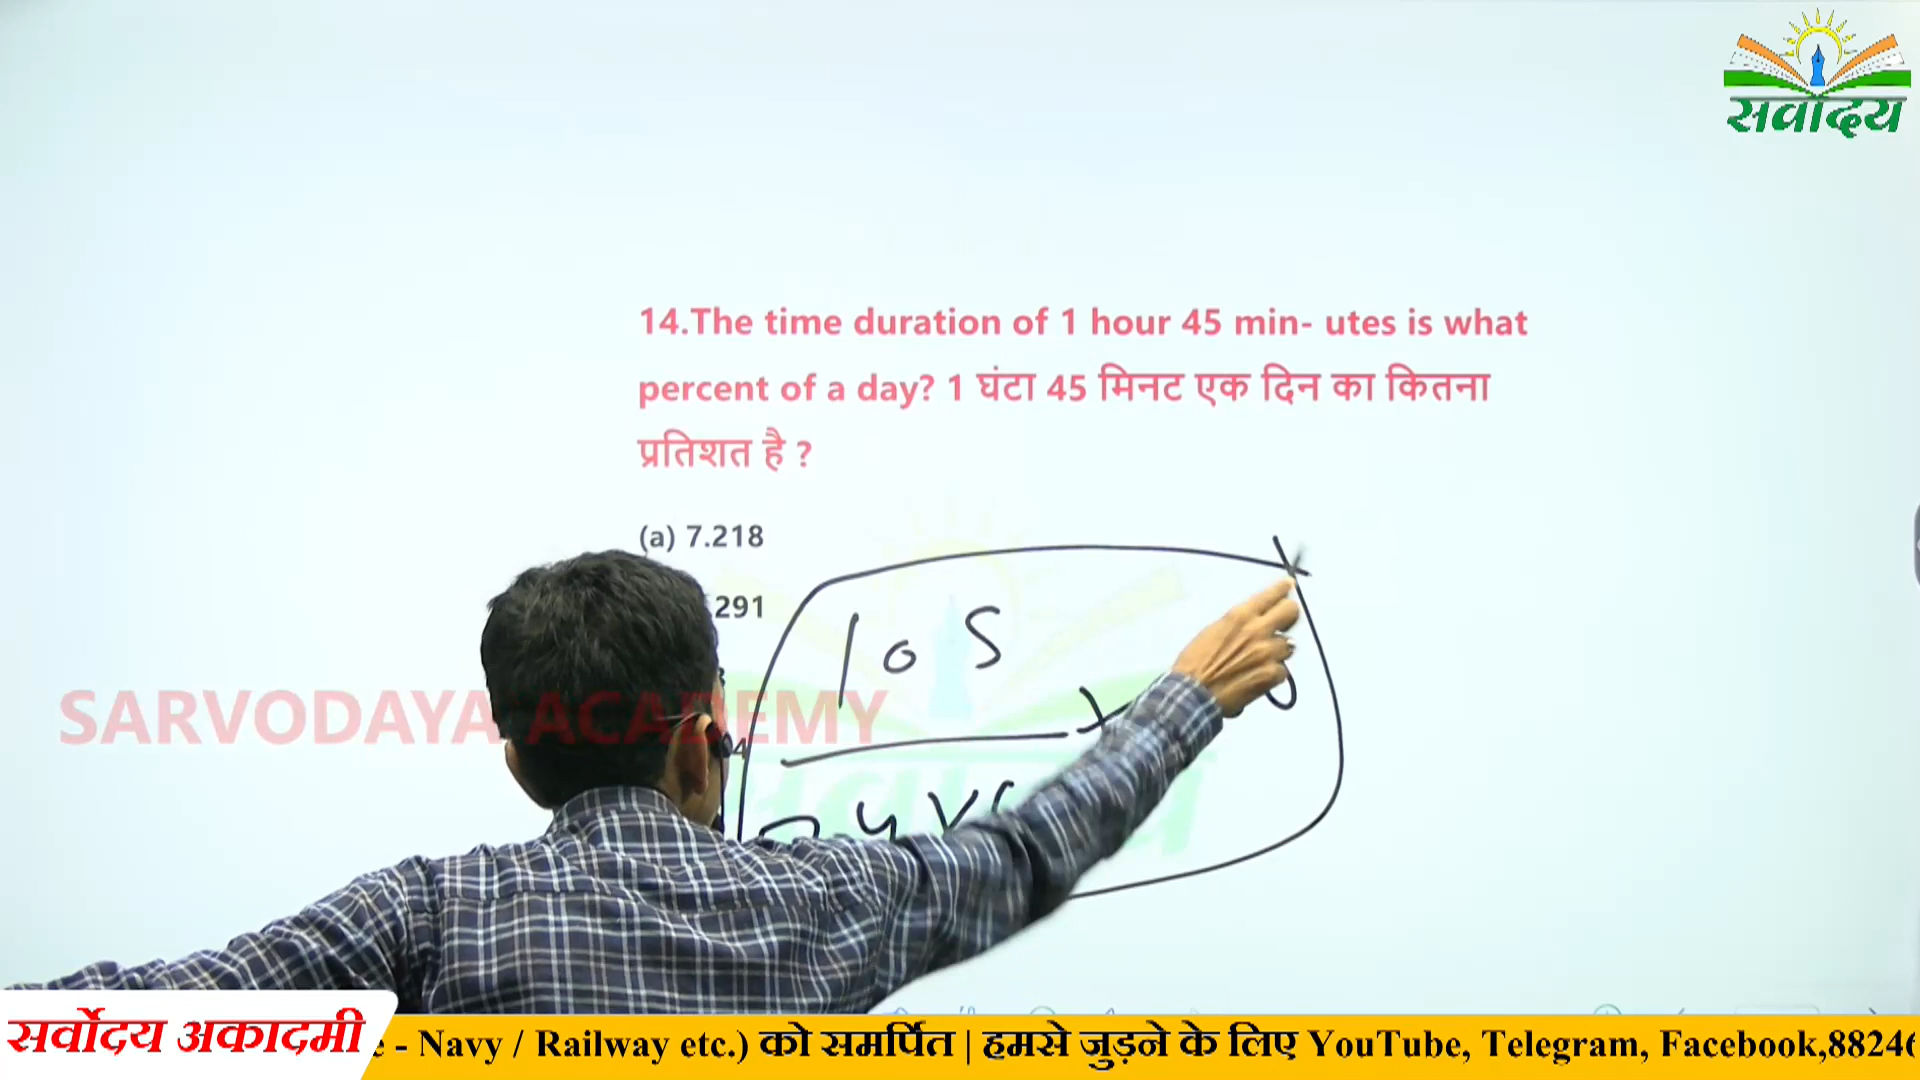 सर्वोदय
14.The time duration of 1 hour 45 min- utes is what
percent of a day? 1 घंटा 45 मिनट एक दिन का कितना
प्रतिशत है ?
(a) 7.218
291
105
SARVODAYA ACADEMY
सर्वोदय अकादमी
- Navy / Railway etc.) को समर्पित | हमसे जुड़ने के लिए YouTube, Telegram, Facebook,8824